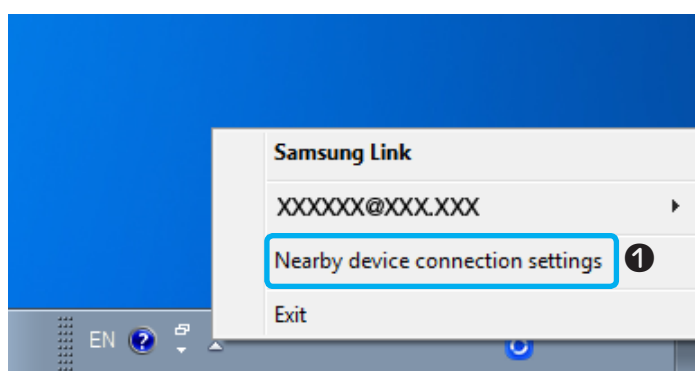 Samsung Link
XXXXXX@XXX.XXX
Nearby device connection settings 1
Exit
EN ?